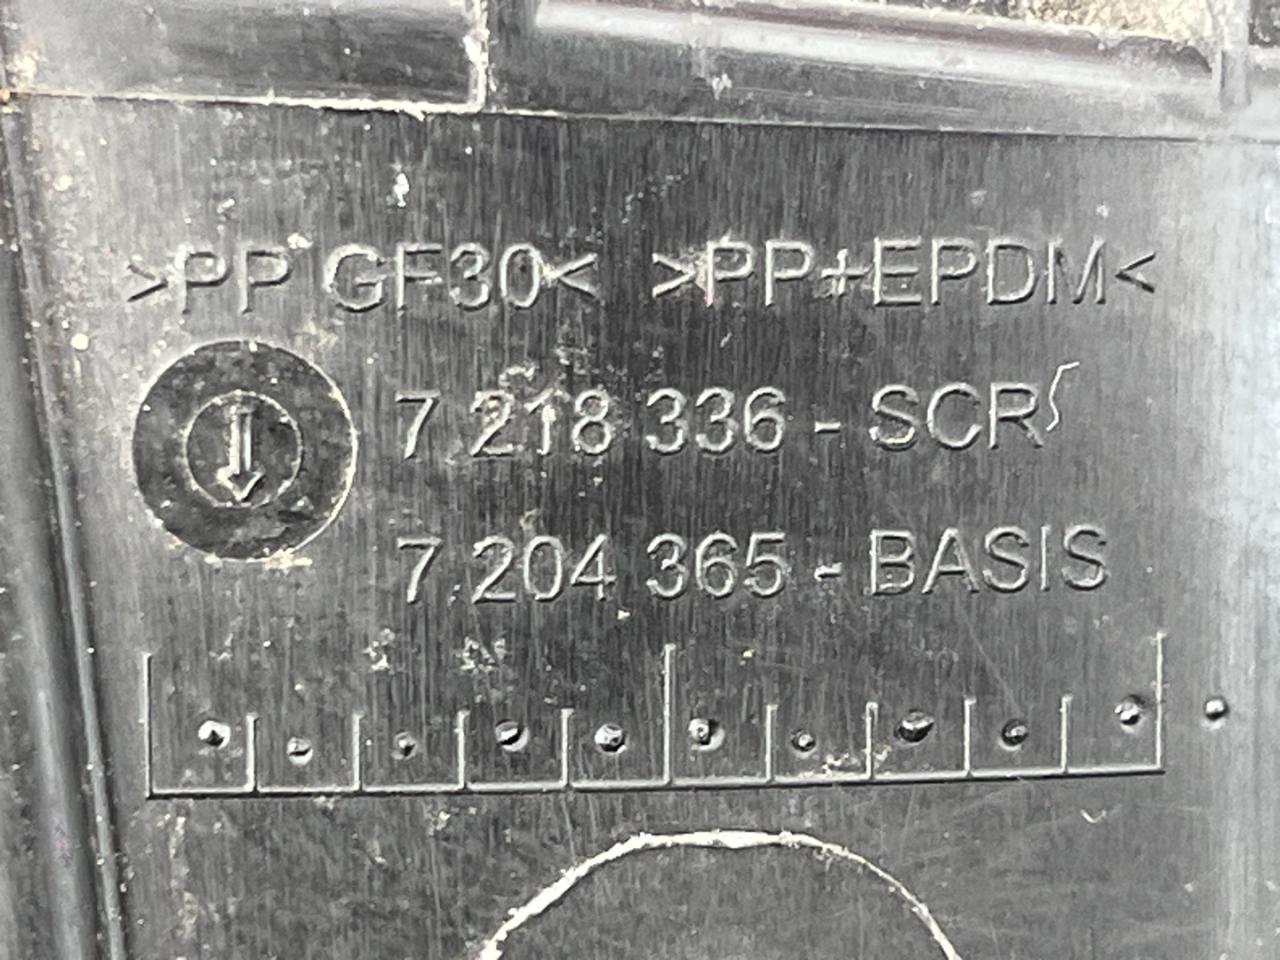 >PP GF30< >PP+EPDM<
7 218 336 - SCR
7 204 365 - BASIS